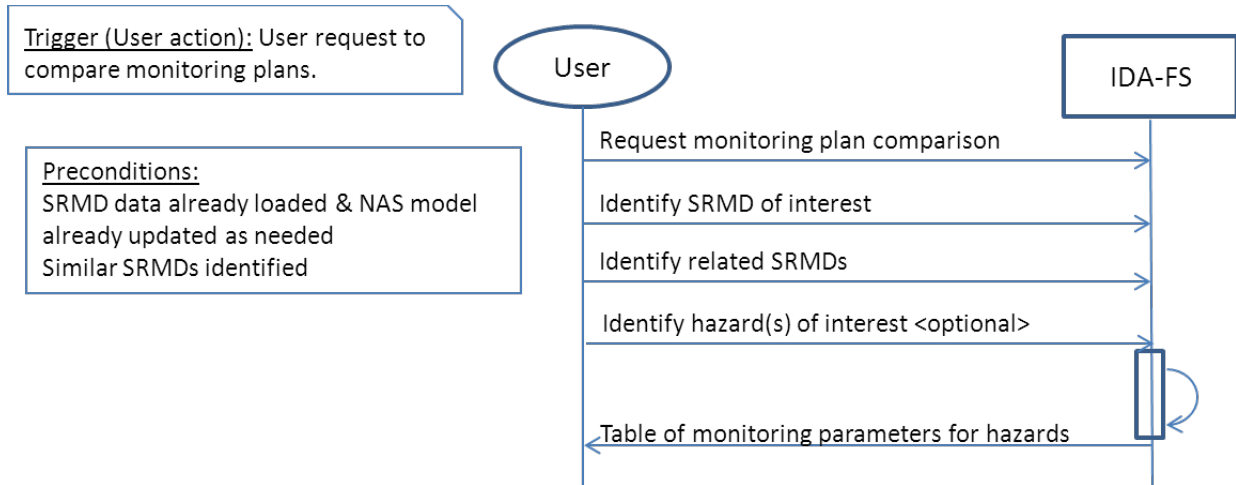 Trigger (User action): User request to
compare monitoring plans.
User
IDA-FS
Request monitoring plan comparison
Preconditions:
SRMD data already loaded & NAS model
already updated as needed
Similar SRMDs identified
Identify SRMD of interest
Identify related SRMDs
Identify hazard(s) of interest <optional>
Table of monitoring parameters for hazards